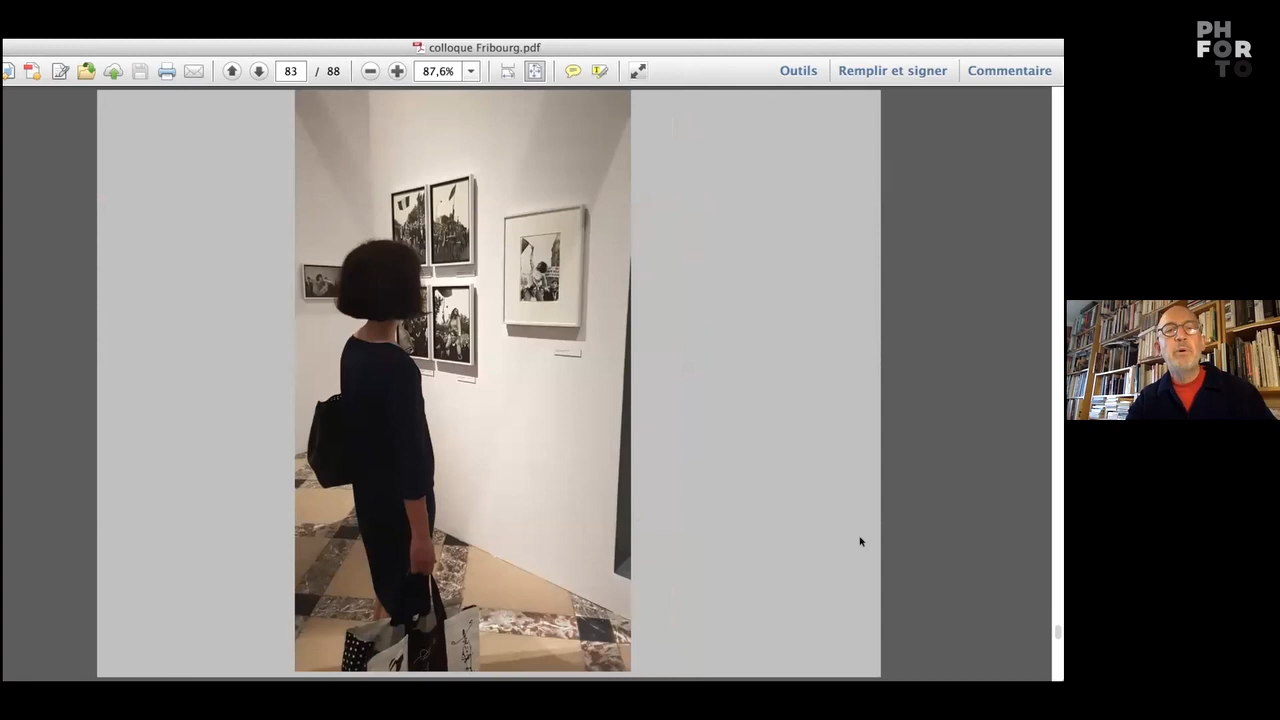 colloque Fribourg.pdf
83 / 88
87,6%
Outils
Remplir et signer
Commentaire
PH
FOR
TO